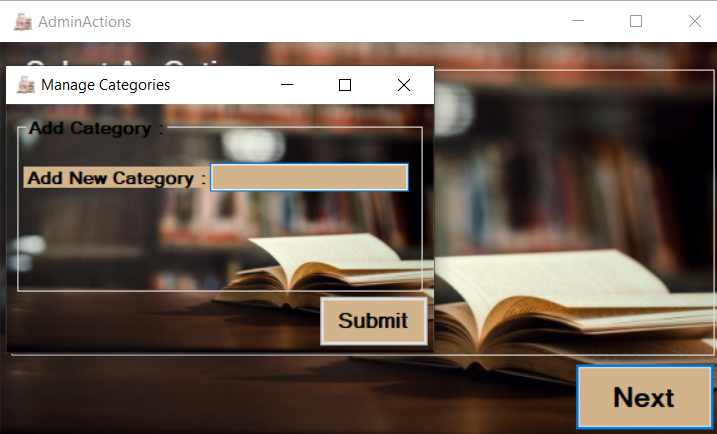 AdminActions
Manage Categories
Add Category :
Add New Category :
Submit
Next